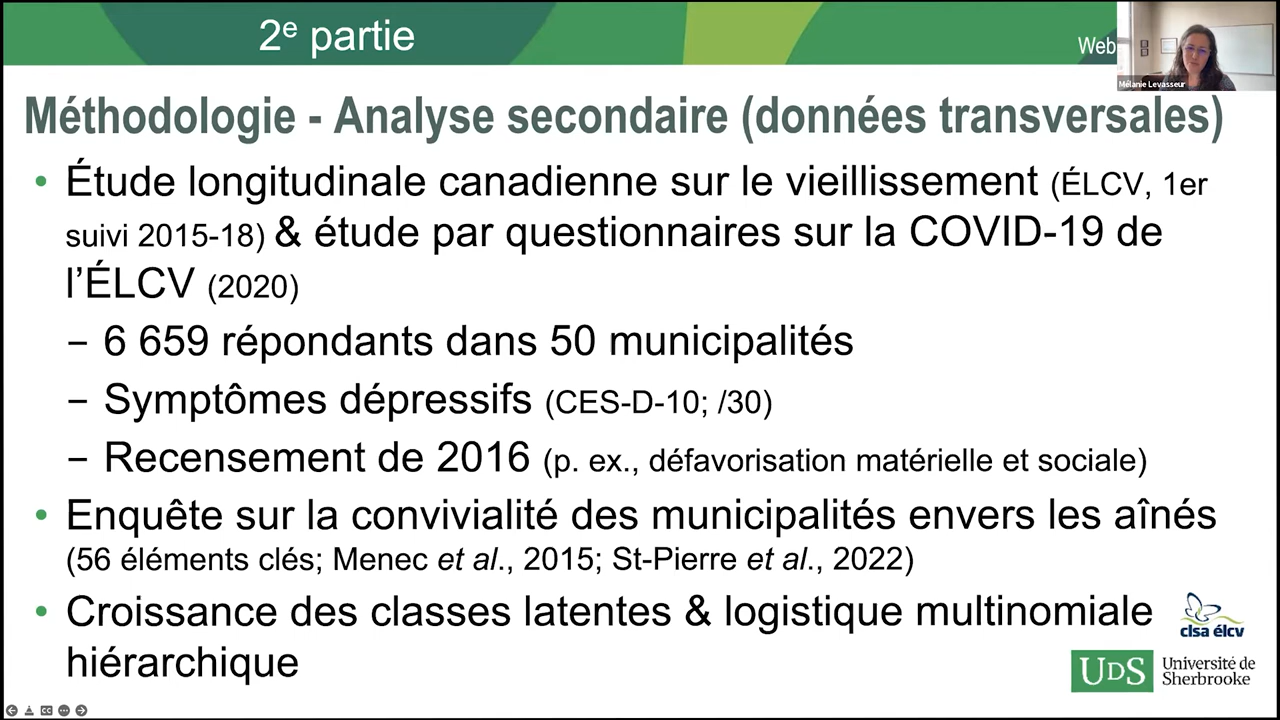 2e partie
Web
Mélanie Levasseur
Méthodologie - Analyse secondaire (données transversales)
• Étude longitudinale canadienne sur le vieillissement (ÉLCV, 1er
suivi 2015-18) & étude par questionnaires sur la COVID-19 de
l'ÉLCV (2020)
− 6 659 répondants dans 50 municipalités
− Symptômes dépressifs (CES-D-10; /30)
− Recensement de 2016 (p. ex., défavorisation matérielle et sociale)
• Enquête sur la convivialité des municipalités envers les aînés
(56 éléments clés; Menec et al., 2015; St-Pierre et al., 2022)
• Croissance des classes latentes & logistique multinomiale
hiérarchique
clsa élcv
UDS Université de
Sherbrooke